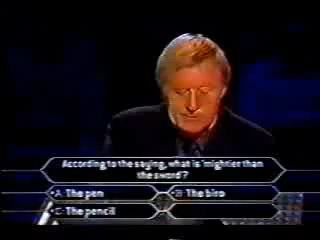 According to the saying, what is 'mightier than
the sword'?
A: The pen
B: The biro
C: The pencil